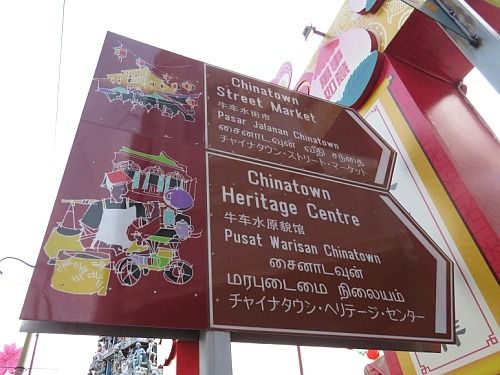 Chinatown
Street Market
牛车水街市
Pasar Jalanan Chinatown
சைனாடவுன் வீதி சந்தை
チャイナタウン・ストリート・マーケット
Chinatown
Heritage Centre
牛车水原貌馆
Pusat Warisan Chinatown
சைனாடவுன்
மரபுடைமை நிலையம்
チャイナタウン・ヘリテージ・センター